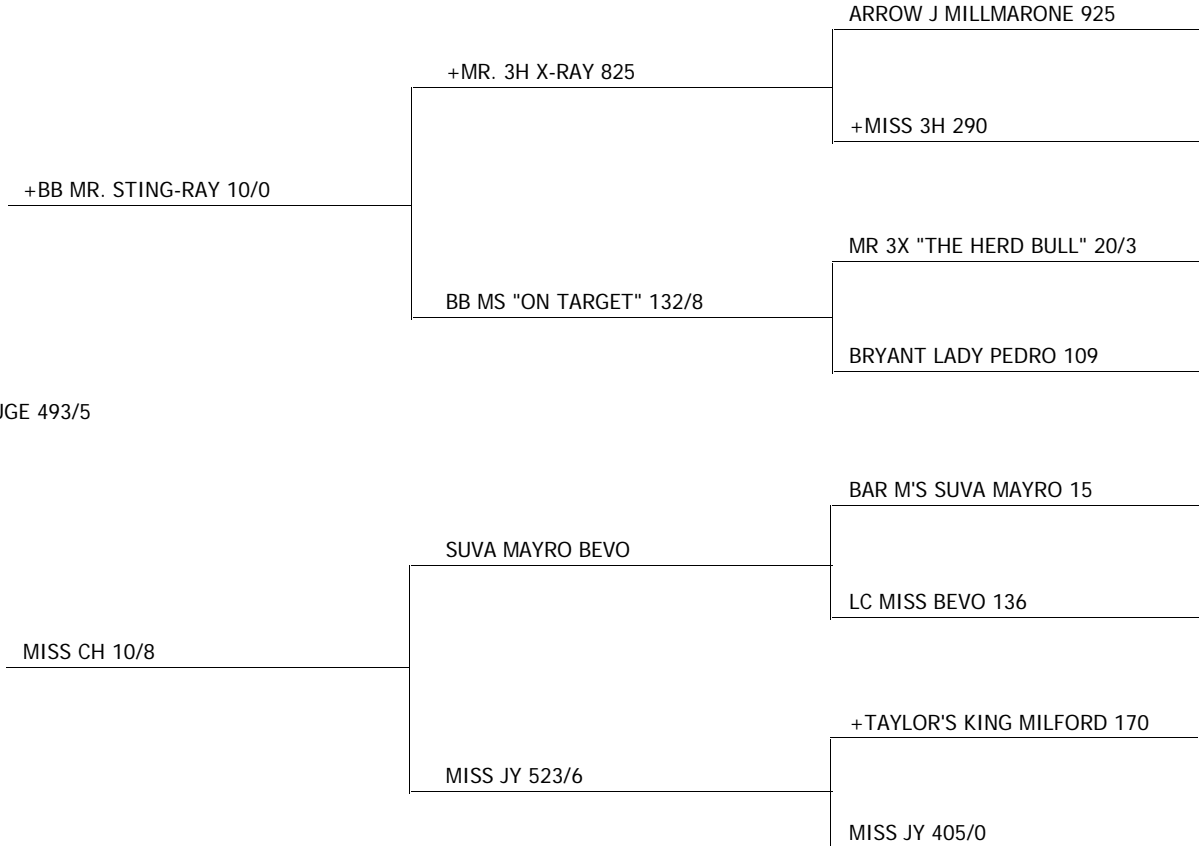 ARROW J MILLMARONE 925
+MR. 3H X-RAY 825
+MISS 3H 290
+BB MR. STING-RAY 10/0
MR 3X "THE HERD BULL" 20/3
BB MS "ON TARGET" 132/8
BRYANT LADY PEDRO 109
493/5
BAR M'S SUVA MAYRO 15
SUVA MAYRO BEVO
LC MISS BEVO 136
MISS CH 10/8
+TAYLOR'S KING MILFORD 170
MISS JY 523/6
MISS JY 405/0